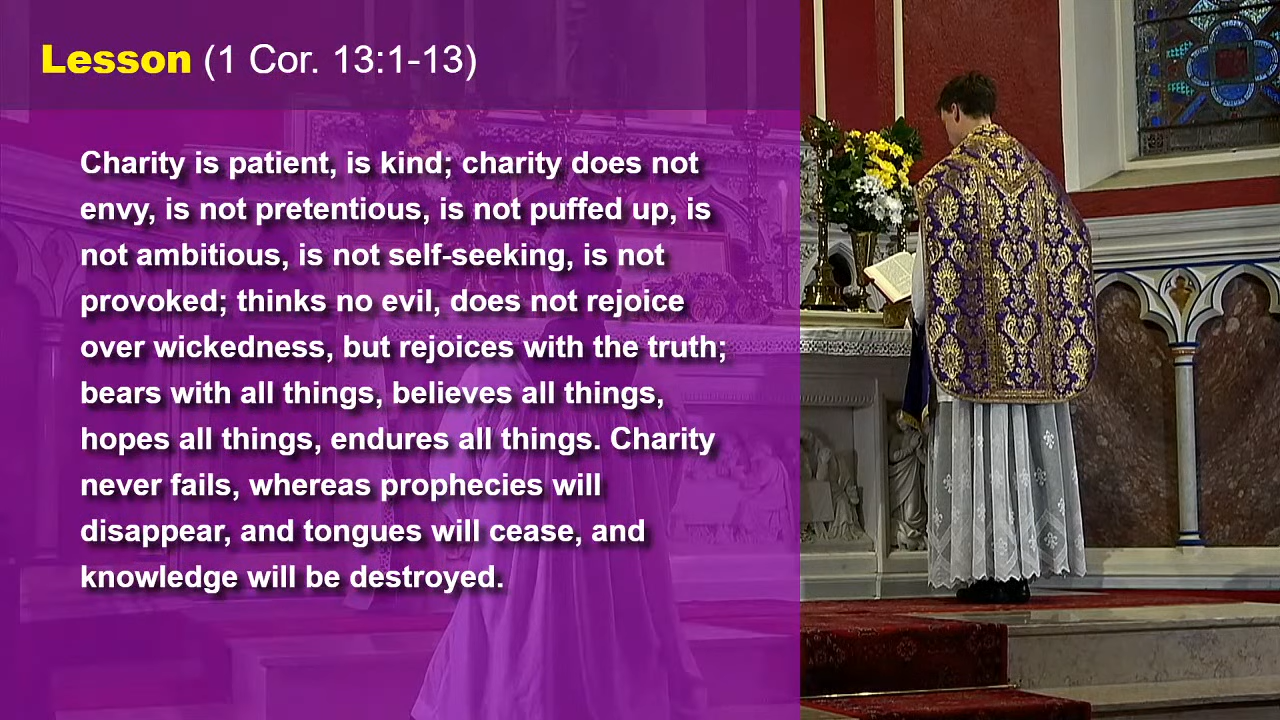 Lesson (1 Cor. 13:1-13)
Charity is patient, is kind; charity does not
envy, is not pretentious, is not puffed up, is
not ambitious, is not self-seeking, is not
provoked; thinks no evil, does not rejoice
over wickedness, but rejoices with the truth;
bears with all things, believes all things,
hopes all things, endures all things. Charity
never fails, whereas prophecies will
disappear, and tongues will cease, and
knowledge will be destroyed.